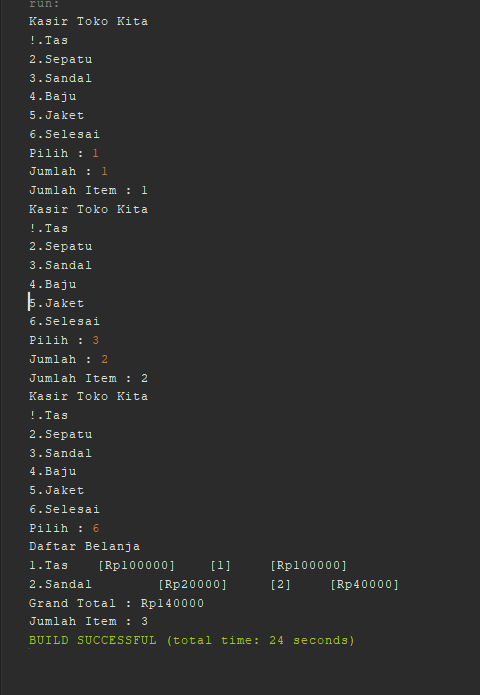 run:
Kasir Toko Kita
!.Tas
2.Sepatu
3.Sandal
4.Baju
5.Jaket
6.Selesai
Pilih : 1
Jumlah : 1
Jumlah Item : 1
Kasir Toko Kita
!.Tas
2.Sepatu
3.Sandal
4.Baju
5.Jaket
6.Selesai
Pilih : 3
Jumlah : 2
Jumlah Item : 2
Kasir Toko Kita
!.Tas
2.Sepatu
3.Sandal
4.Baju
5.Jaket
6.Selesai
Pilih : 6
Daftar Belanja
1.Tas [Rp100000] [1] [Rp100000]
2.Sandal [Rp20000] [2] [Rp40000]
Grand Total : Rp140000
Jumlah Item : 3
BUILD SUCCESSFUL (total time: 24 seconds)